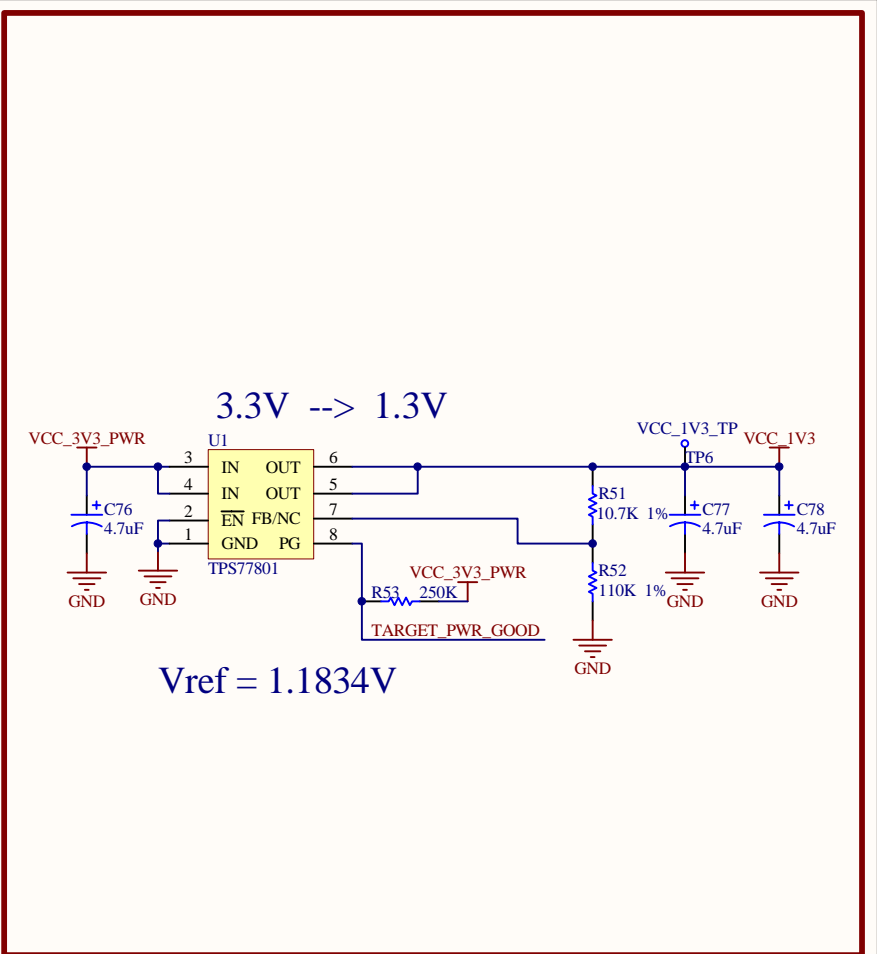 3.3V --> 1.3V
VCC_3V3_PWR
U1
VCC_1V3_TP
VCC_1V3
TP6
3 IN OUT 6
4 IN OUT 5
2 EN FB/NC 7
1 GND PG 8
TPS77801
C76
4.7uF
GND
GND
R51
10.7K 1%
C77
4.7uF
C78
4.7uF
R52
110K 1%
GND
GND
GND
VCC_3V3_PWR
R53 250K
TARGET_PWR_GOOD
Vref = 1.1834V